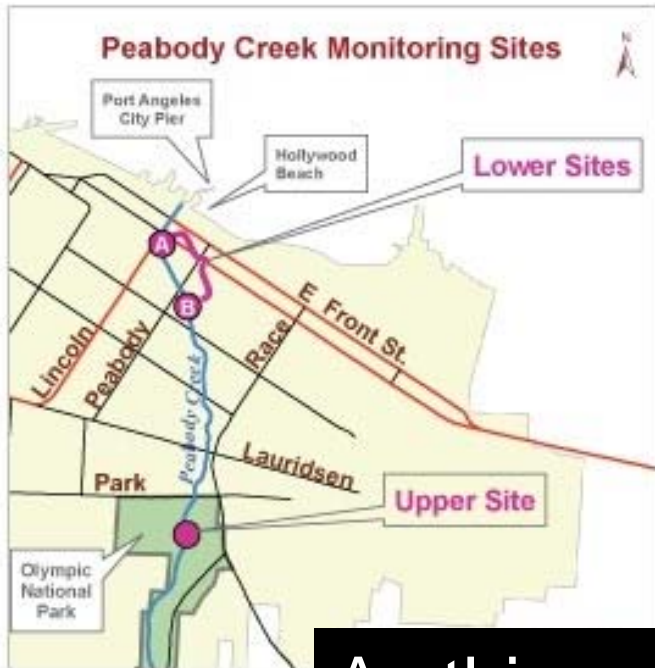 Peabody Creek Monitoring Sites
N
Port Angeles
City Pier
Hollywood
Beach
Lower Sites
A
B
E Front St.
Lincoln
Peabody
Race
Peabody Creek
Lauridsen
Park
Upper Site
Olympic
National
Park